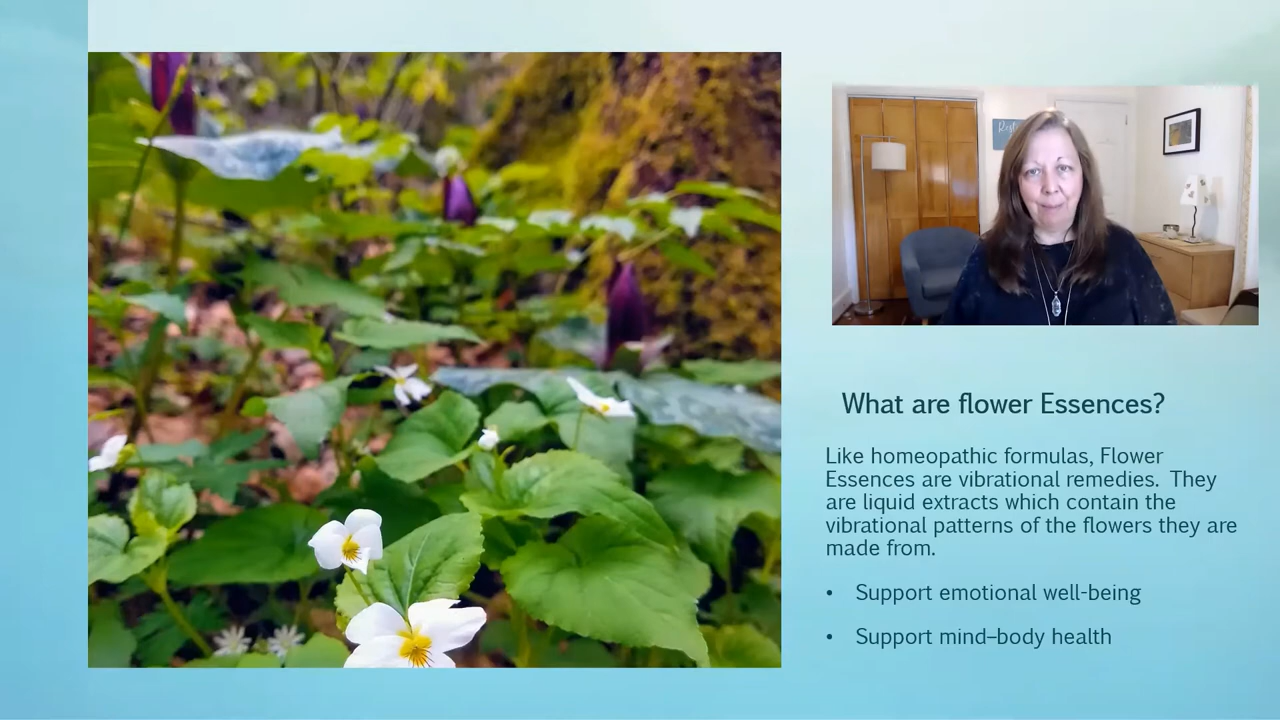 What are flower Essences?
Like homeopathic formulas, Flower
Essences are vibrational remedies. They
are liquid extracts which contain the
vibrational patterns of the flowers they are
made from.
• Support emotional well-being
• Support mind–body health